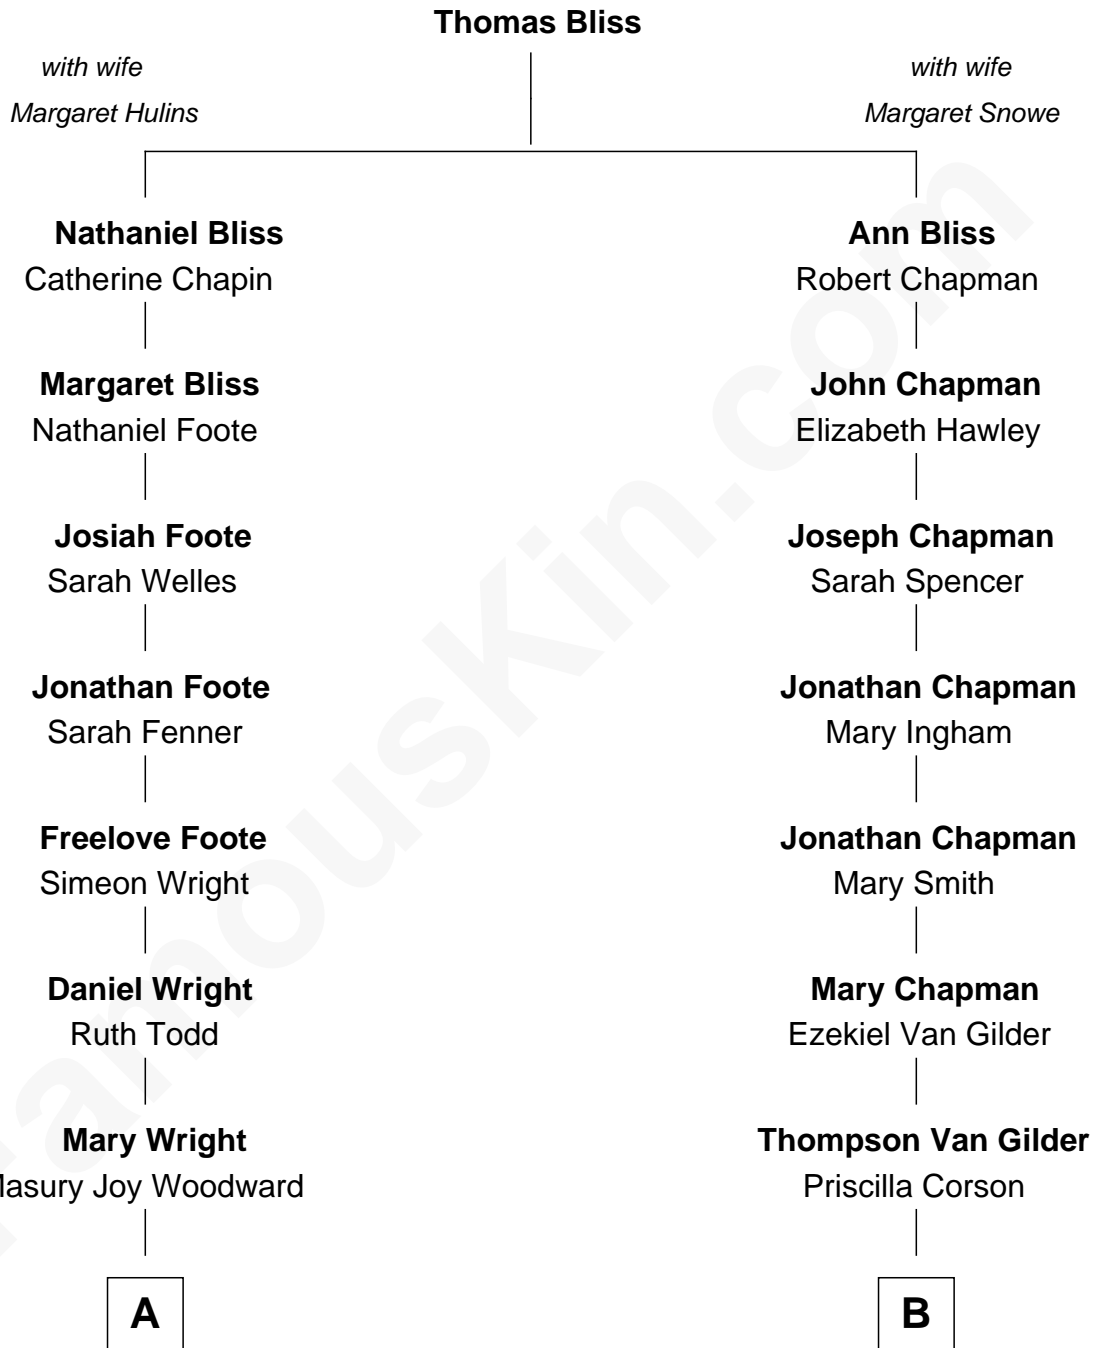 Thomas Bliss
with wife
Margaret Hulins
with wife
Margaret Snowe
Nathaniel Bliss
Catherine Chapin
Ann Bliss
Robert Chapman
Margaret Bliss
Nathaniel Foote
John Chapman
Elizabeth Hawley
Josiah Foote
Sarah Welles
Joseph Chapman
Sarah Spencer
Jonathan Foote
Sarah Fenner
Jonathan Chapman
Mary Ingham
Freelove Foote
Simeon Wright
Jonathan Chapman
Mary Smith
Daniel Wright
Ruth Todd
Mary Chapman
Ezekiel Van Gilder
Mary Wright
Masury Joy Woodward
Thompson Van Gilder
Priscilla Corson
A
B
FamousKin.com